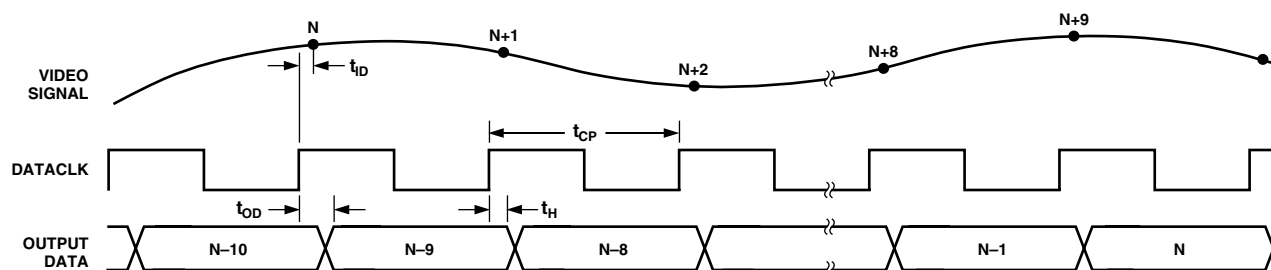 N
N+1
N+2
N+8
N+9
VIDEO
SIGNAL
tID
tCP
DATACLK
tOD
tH
OUTPUT
DATA
N–10
N–9
N–8
N–1
N